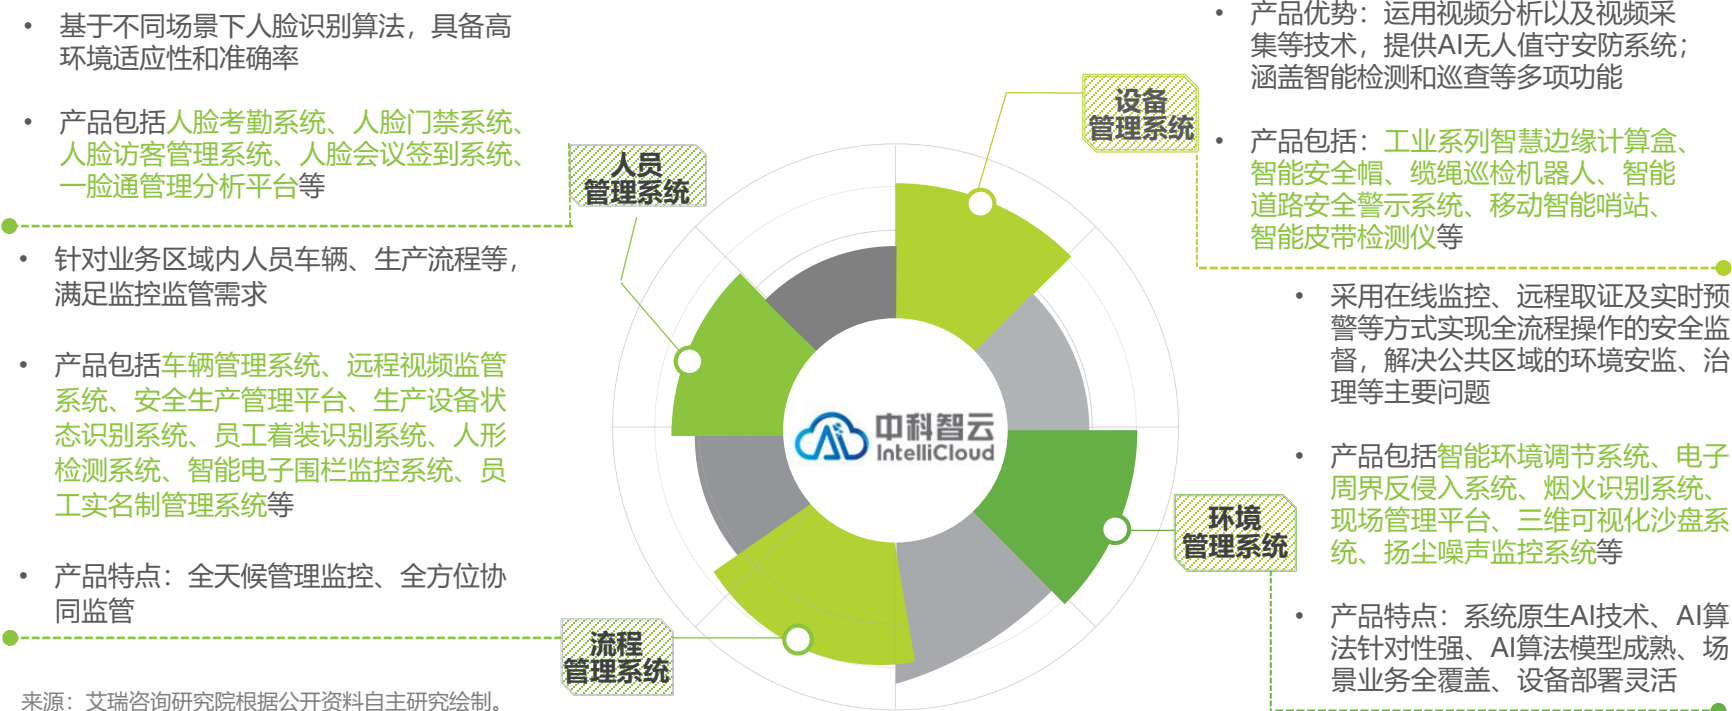 基于不同场景下人脸识别算法，具备高
环境适应性和准确率
产品包括人脸考勤系统、人脸门禁系统、
人脸访客管理系统、人脸会议签到系统、
一脸通管理分析平台等
人员
管理系统
针对业务区域内人员车辆、生产流程等，
满足监控监管需求
产品包括车辆管理系统、远程视频监管
系统、安全生产管理平台、生产设备状
态识别系统、员工着装识别系统、人形
检测系统、智能电子围栏监控系统、员
工实名制管理系统等
产品特点：全天候管理监控、全方位协
同监管
流程
管理系统
中科智云
IntelliCloud
设备
管理系统
产品优势：运用视频分析以及视频采
集等技术，提供AI无人值守安防系统；
涵盖智能检测和巡查等多项功能
产品包括：工业系列智慧边缘计算盒、
智能安全帽、缆绳巡检机器人、智能
道路安全警示系统、移动智能哨站、
智能皮带检测仪等
采用在线监控、远程取证及实时预
警等方式实现全流程操作的安全监
督，解决公共区域的环境安监、治
理等主要问题
产品包括智能环境调节系统、电子
周界反侵入系统、烟火识别系统、
现场管理平台、三维可视化沙盘系
统、扬尘噪声监控系统等
环境
管理系统
产品特点：系统原生AI技术、AI算
法针对性强、AI算法模型成熟、场
景业务全覆盖、设备部署灵活
来源：艾瑞咨询研究院根据公开资料自主研究绘制。